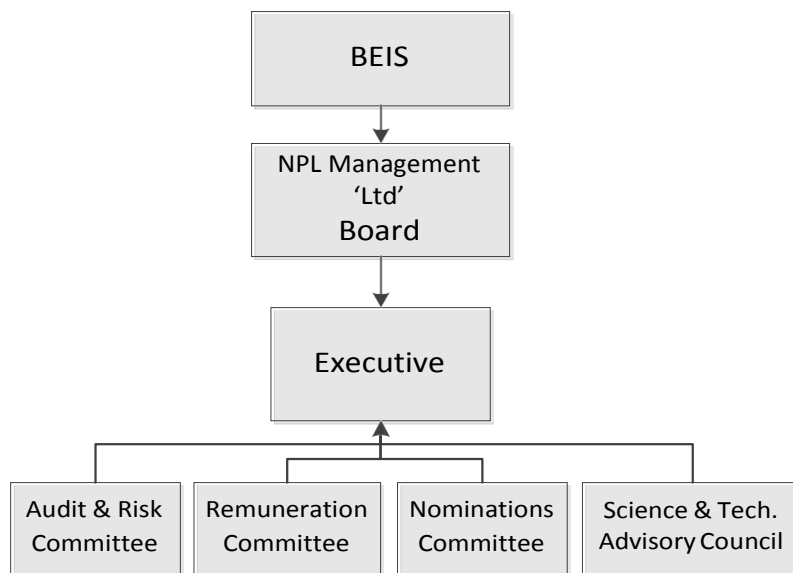 BEIS
NPL Management
‘Ltd’
Board
Executive
Audit & Risk
Committee
Remuneration
Committee
Nominations
Committee
Science & Tech.
Advisory Council